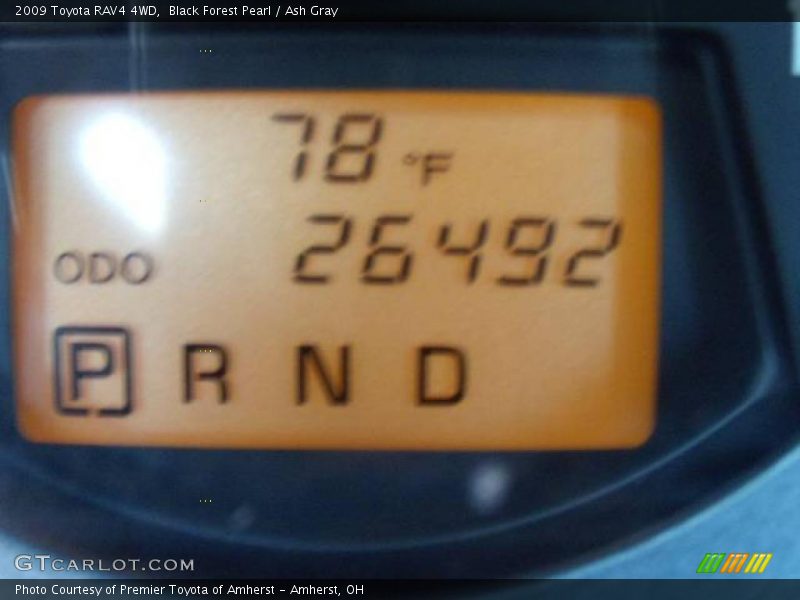 2009 Toyota RAV4 4WD,  Black Forest Pearl / Ash Gray
78 °F
ODO 26492
P R N D
GTCARLOT.COM
Photo Courtesy of Premier Toyota of Amherst - Amherst, OH